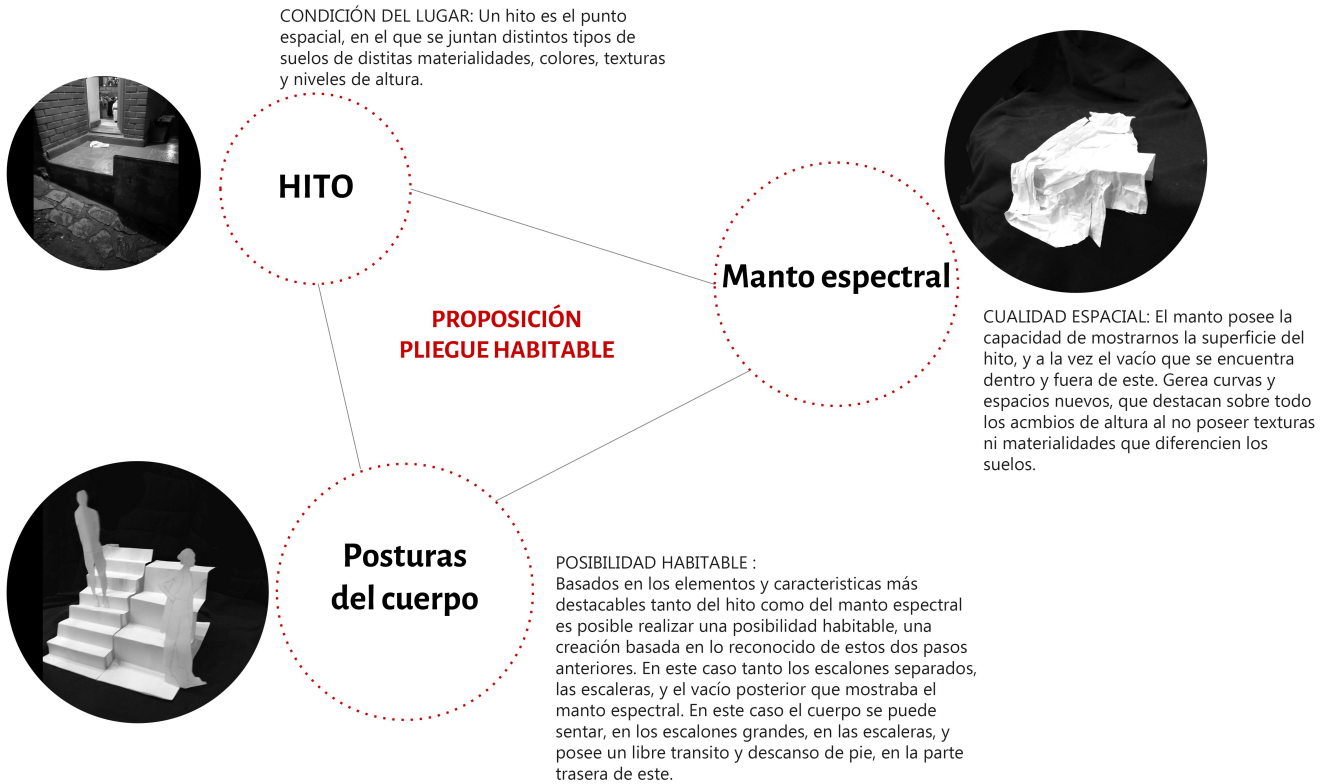 CONDICIÓN DEL LUGAR: Un hito es el punto
espacial, en el que se juntan distintos tipos de
suelos de distitas materialidades, colores, texturas
y niveles de altura.
HITO
Manto espectral
PROPOSICIÓN
PLIEGUE HABITABLE
CUALIDAD ESPACIAL: El manto posee la
capacidad de mostrarnos la superficie del
hito, y a la vez el vacío que se encuentra
dentro y fuera de este. Gerea curvas y
espacios nuevos, que destacan sobre todo
los acmbios de altura al no poseer texturas
ni materialidades que diferencien los
suelos.
Posturas
del cuerpo
POSIBILIDAD HABITABLE :
Basados en los elementos y caracteristicas más
destacables tanto del hito como del manto espectral
es posible realizar una posibilidad habitable, una
creación basada en lo reconocido de estos dos pasos
anteriores. En este caso tanto los escalones separados,
las escaleras, y el vacío posterior que mostraba el
manto espectral. En este caso el cuerpo se puede
sentar, en los escalones grandes, en las escaleras, y
posee un libre transito y descanso de pie, en la parte
trasera de este.